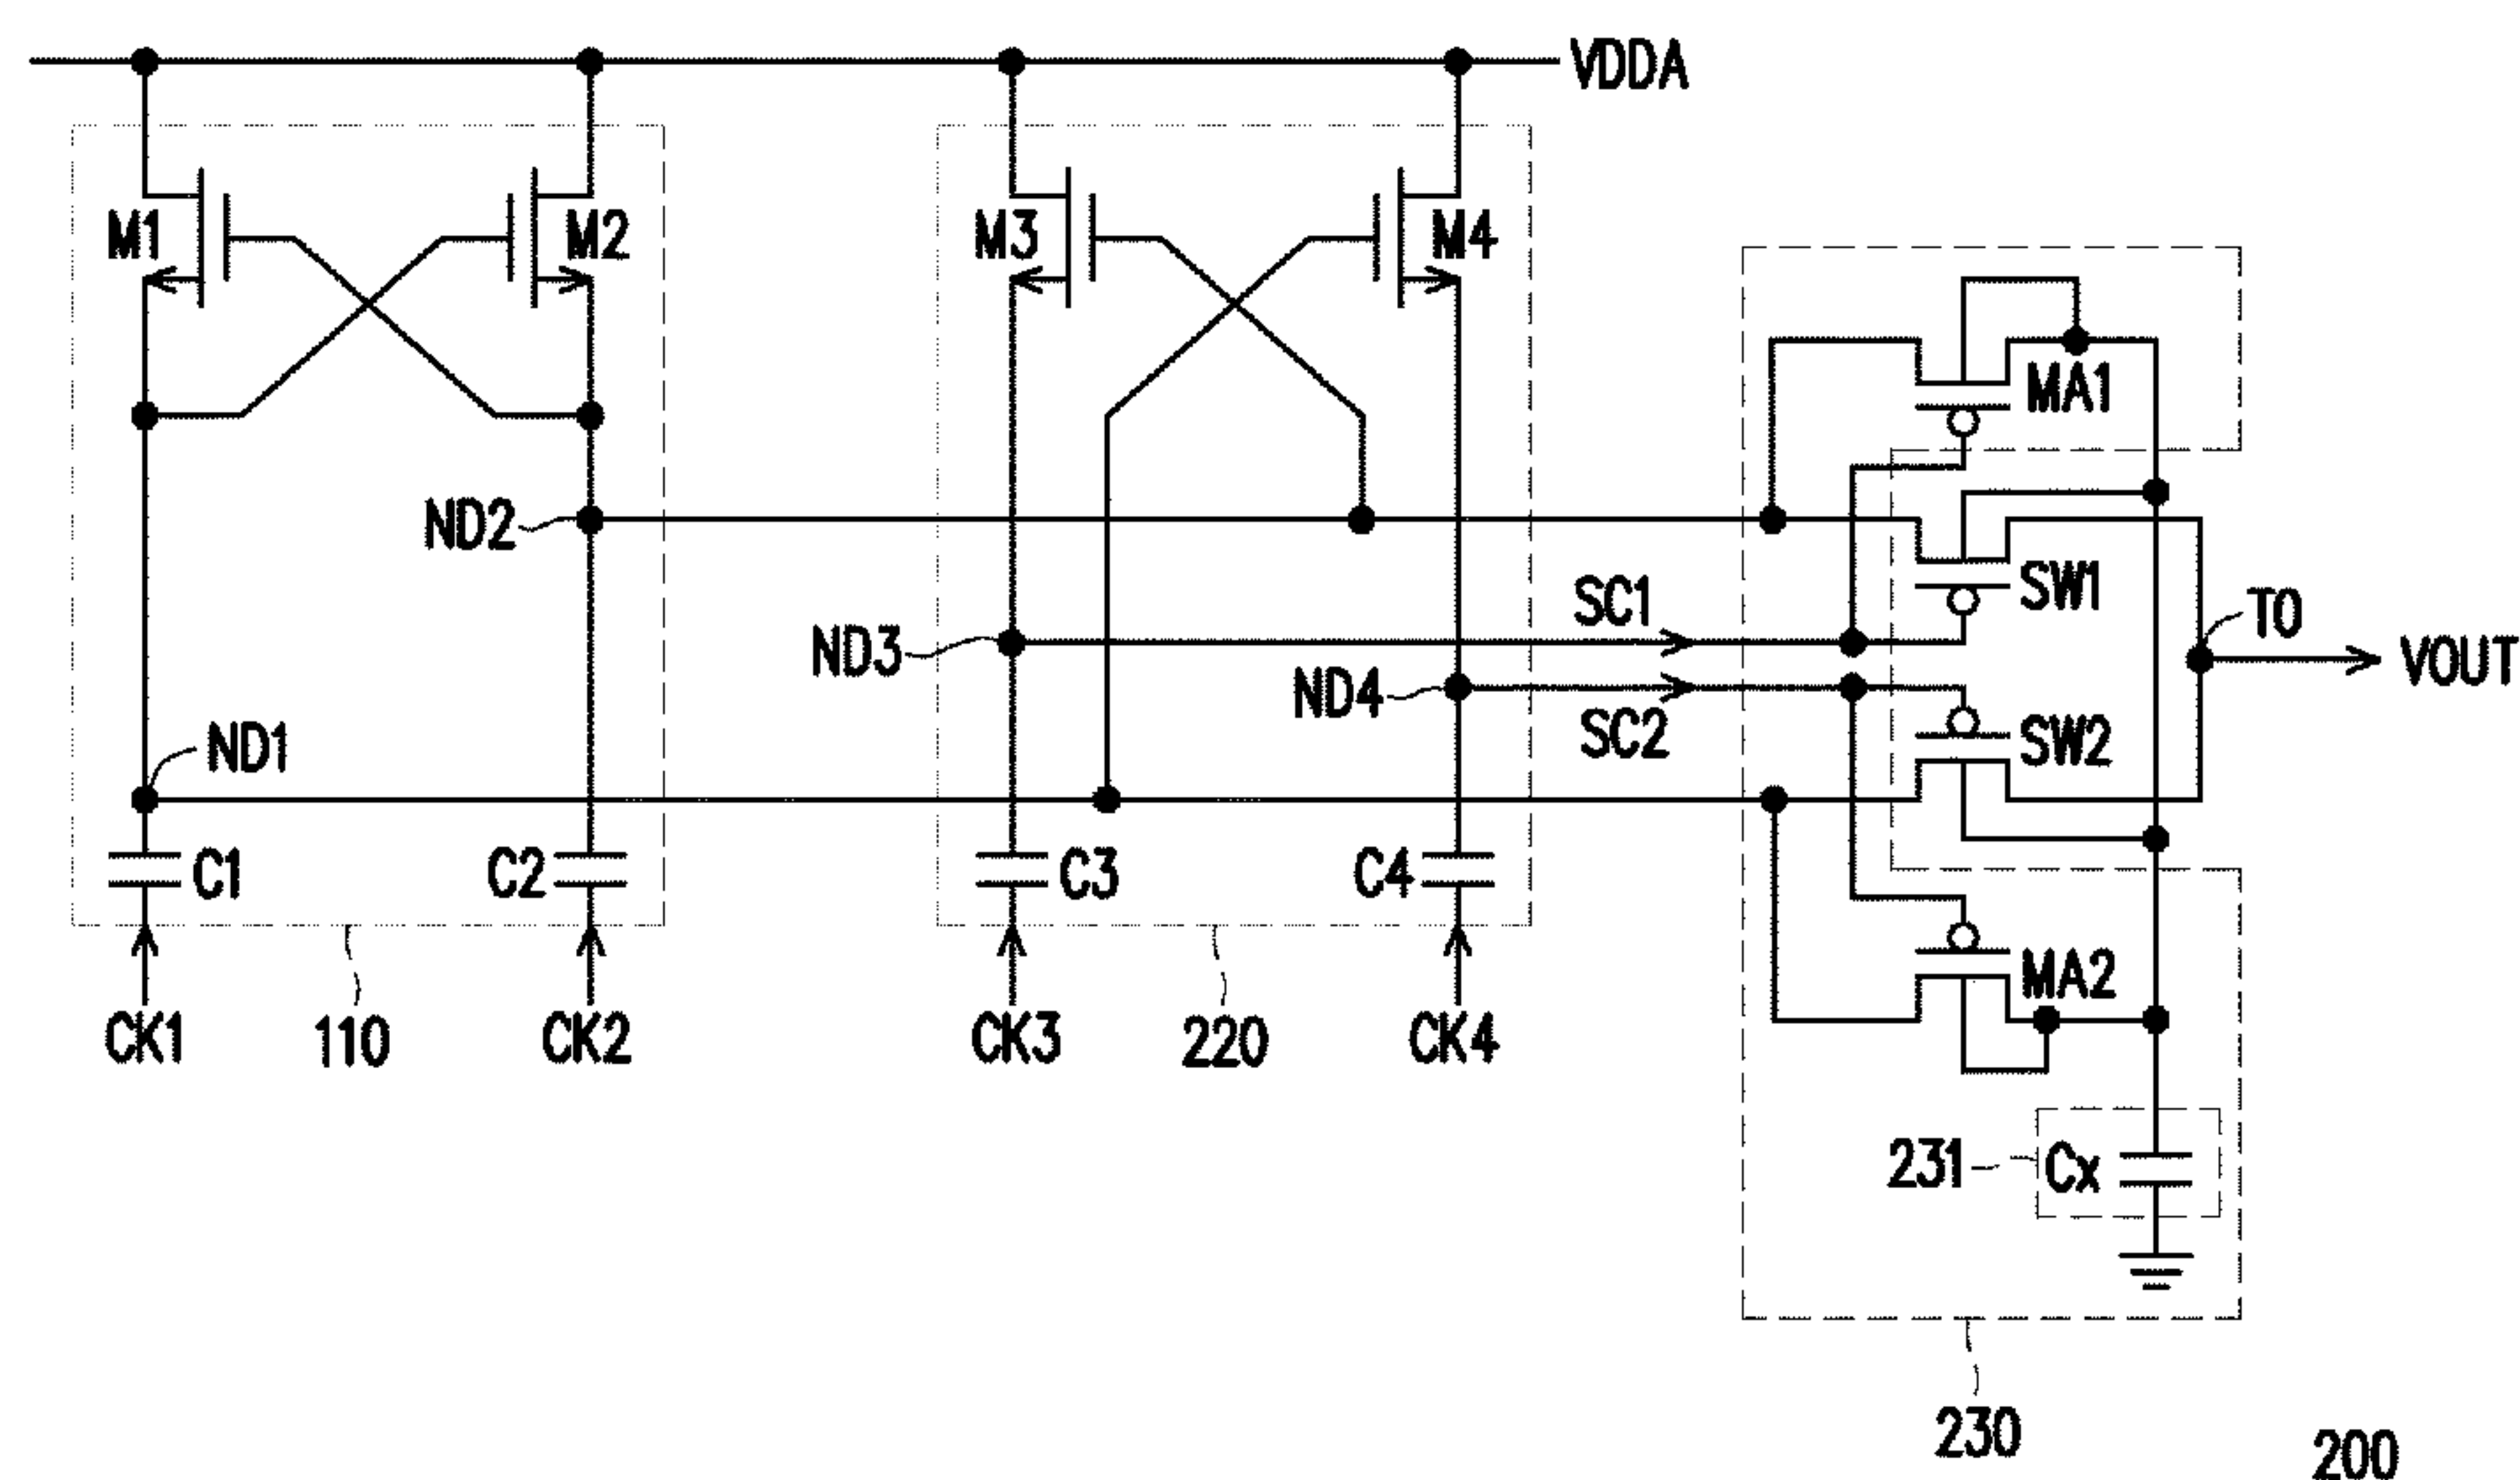 VDDA
M1
M2
M3
M4
MA1
ND2
SC1
SW1
TO
ND3
VOUT
ND4
SC2
SW2
ND1
C1
C2
C3
C4
MA2
CK1
110
CK2
CK3
220
CK4
231
Cx
230
200